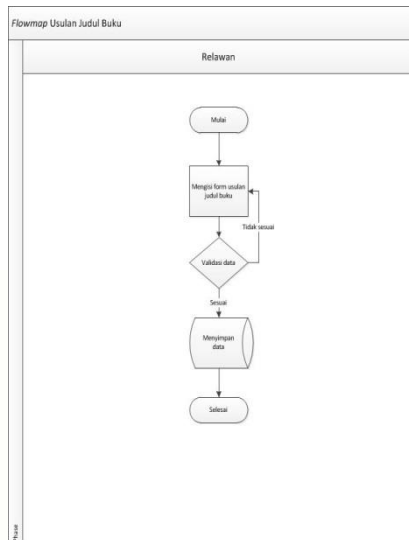 Flowmap Usulan Judul Buku
Relawan
Mulai
Mengisi form usulan
judul buku
Tidak sesuai
Validasi data
Sesuai
Menyimpan
data
Selesai
Phase